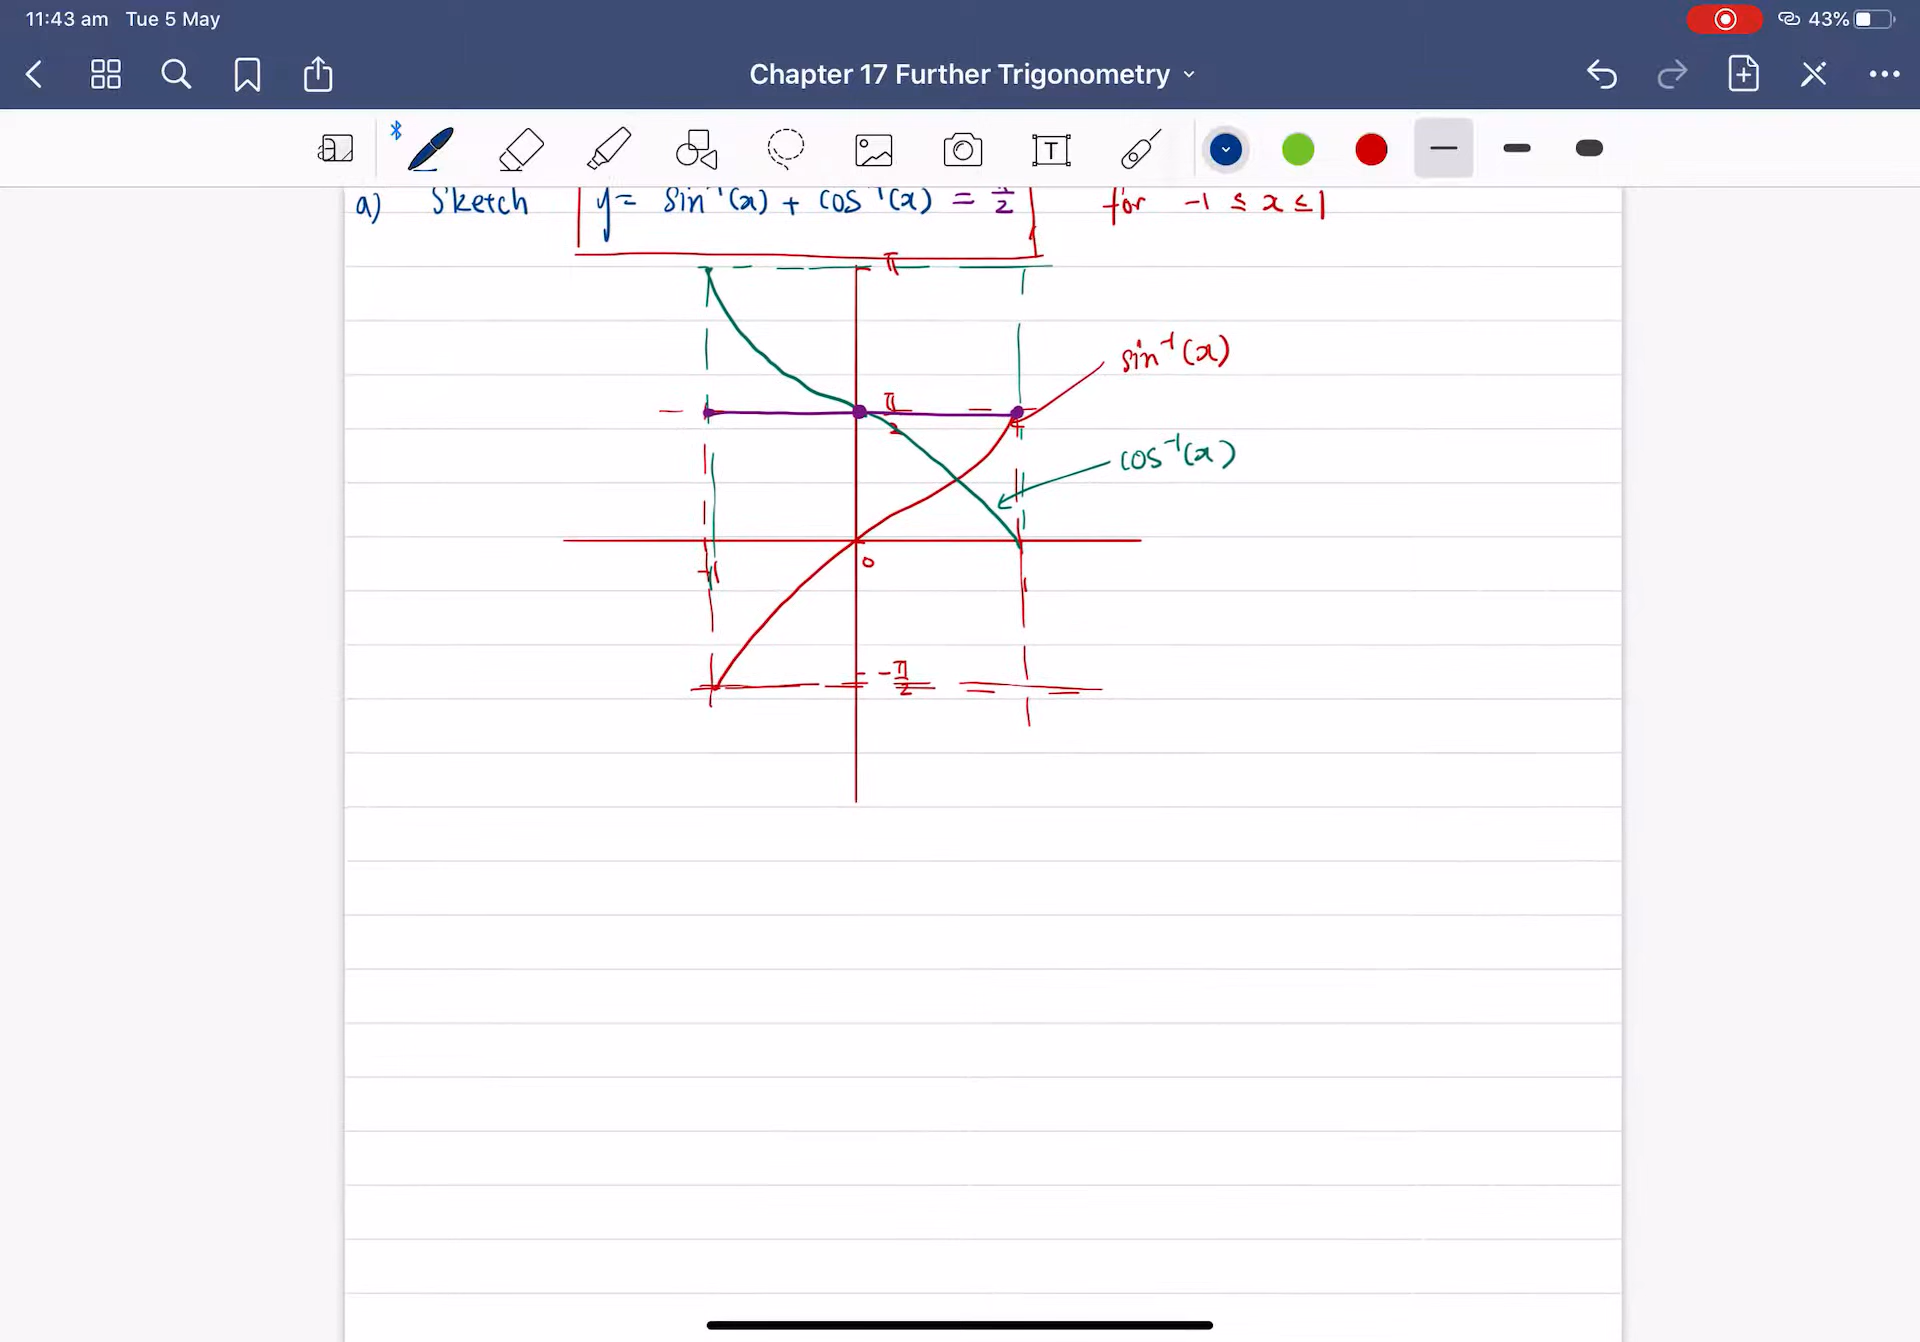 11:43 am Tue 5 May 43%
Chapter 17 Further Trigonometry
a T
a) Sketch y = sin⁻¹(x) + cos⁻¹(x) = π/2 for -1 ≤ x ≤ 1
π
sin⁻¹(x)
π/2
cos⁻¹(x)
0
-1 1
-π/2